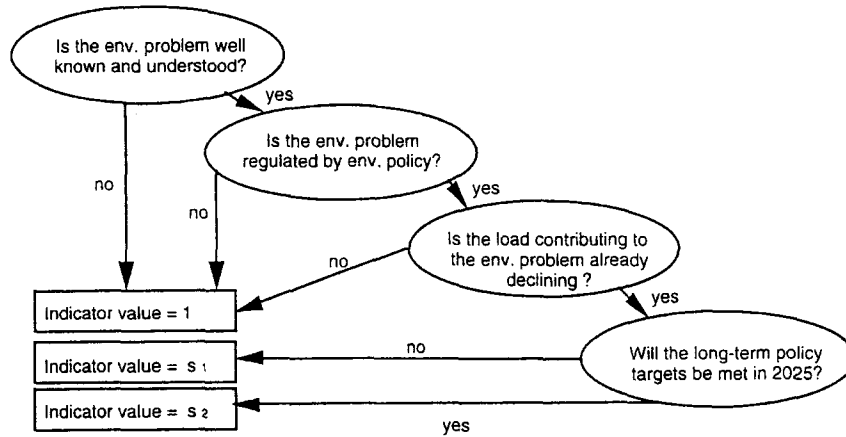 Is the env. problem well
known and understood?
yes
Is the env. problem
regulated by env. policy?
no
no
yes
Is the load contributing to
the env. problem already
declining ?
no
yes
Indicator value = 1
Will the long-term policy
targets be met in 2025?
no
Indicator value = s 1
Indicator value = s 2
yes